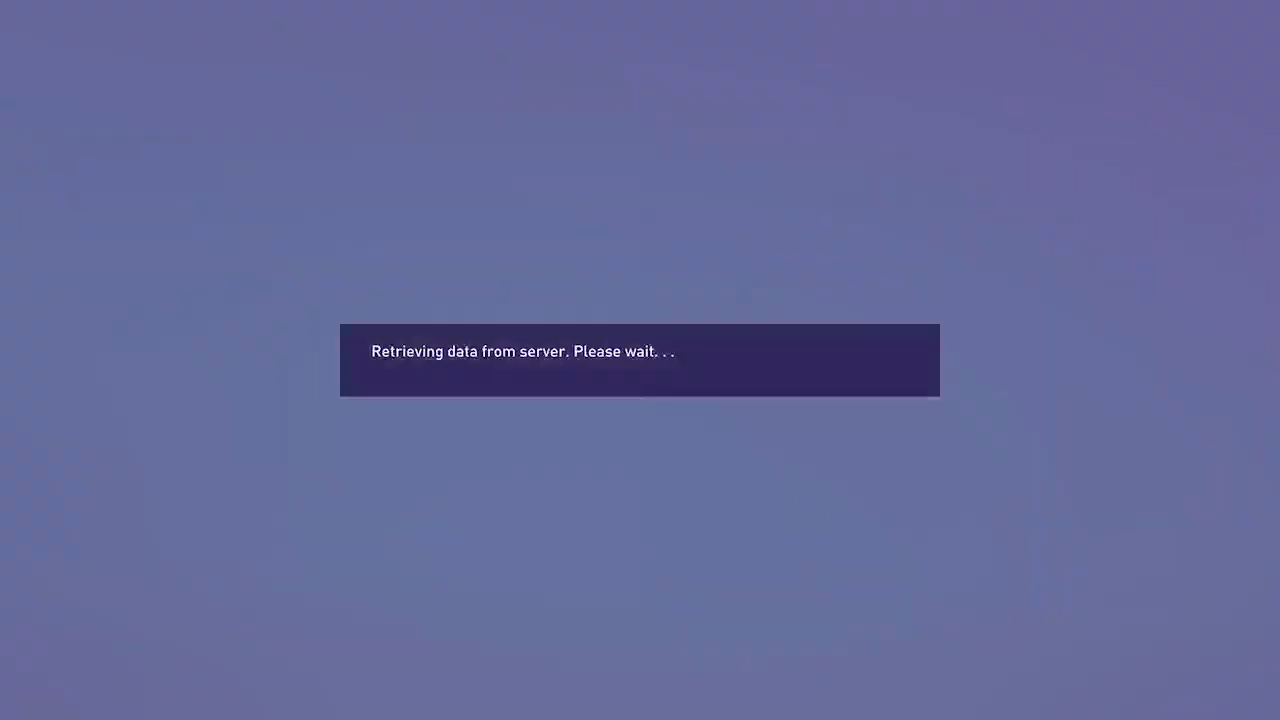 Retrieving data from server. Please wait. . .